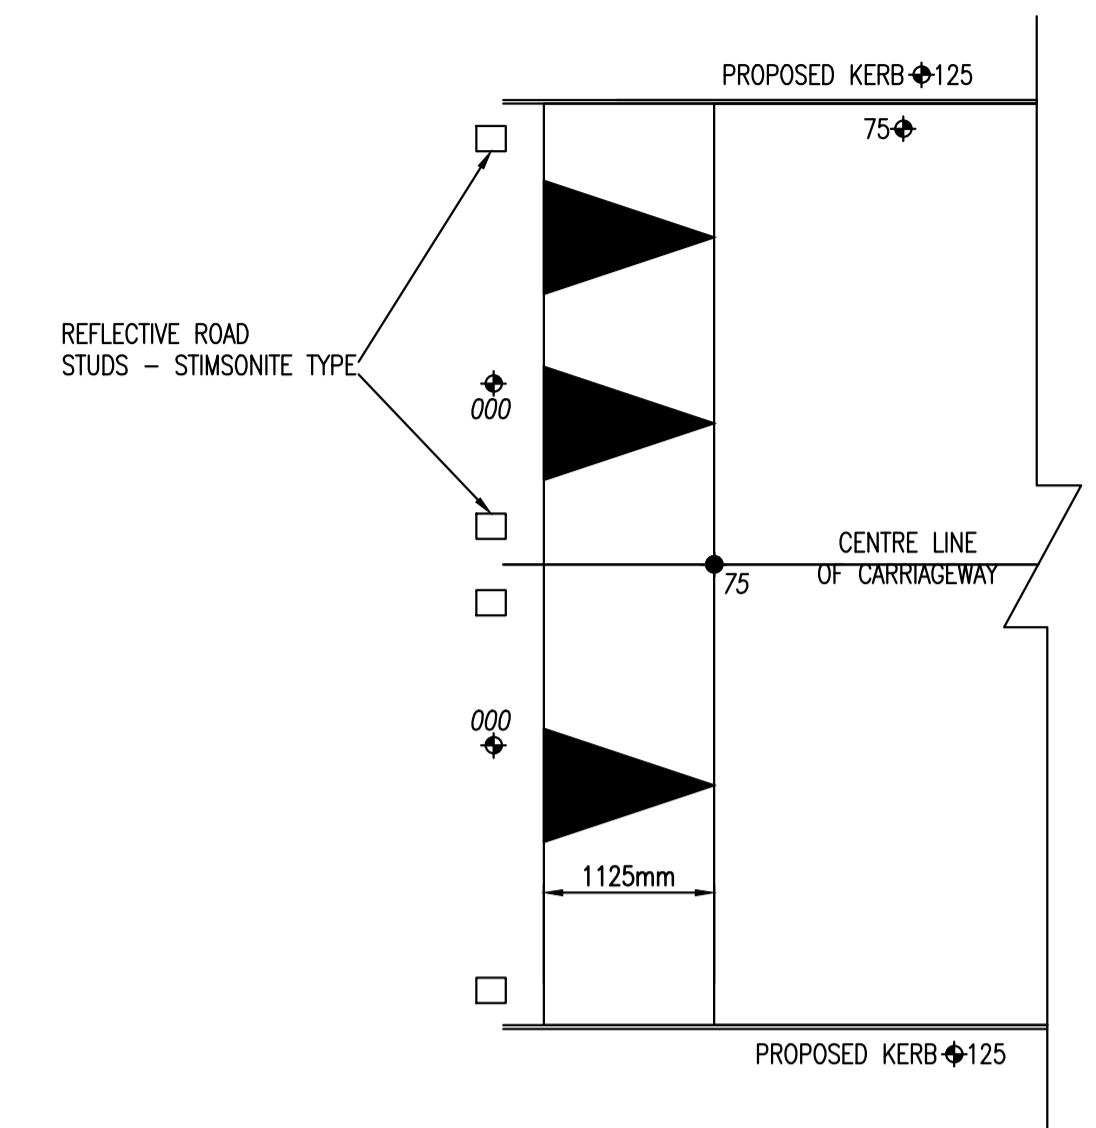 PROPOSED KERB 125
75
REFLECTIVE ROAD
STUDS – STIMSONITE TYPE
000
CENTRE LINE
OF CARRIAGEWAY
75
000
1125mm
PROPOSED KERB 125